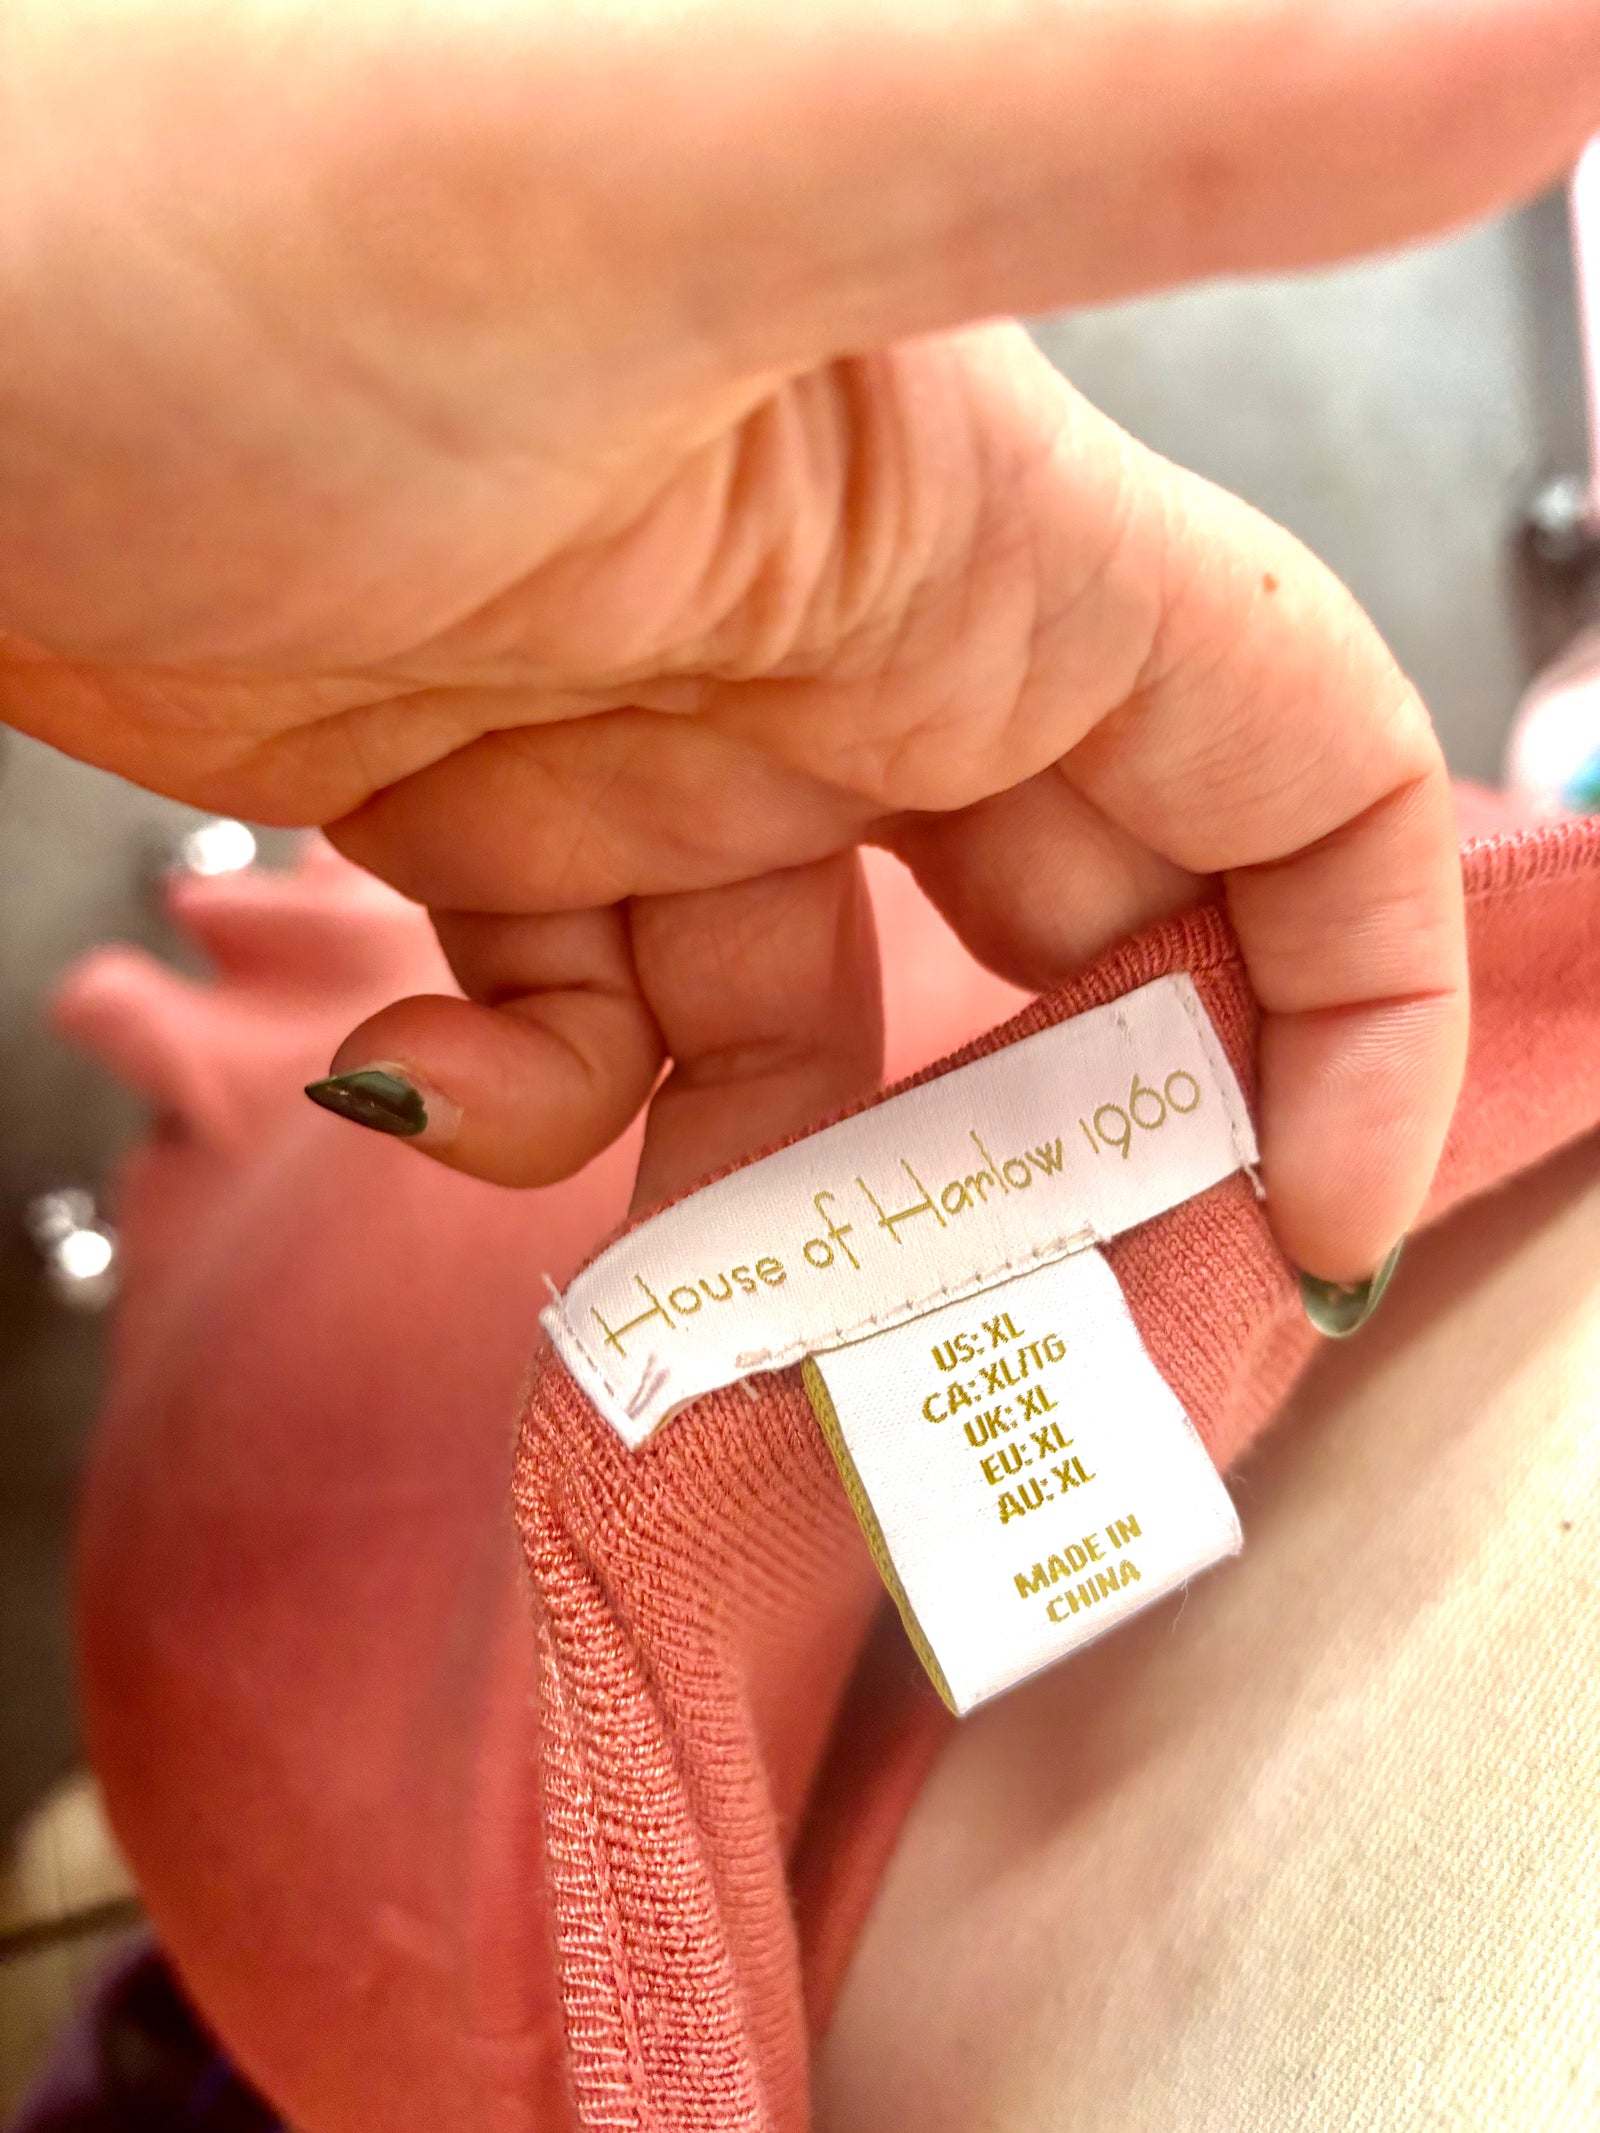 House of Harlow 1960
US: XL
CA: XL/TG
UK: XL
EU: XL
AU: XL
MADE IN
CHINA